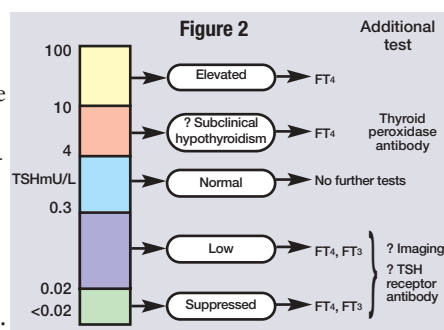 Figure 2
Additional
test
100
Elevated
FT4
10
? Subclinical
hypothyroidism
FT4
Thyroid
peroxidase
antibody
4
TSHmU/L
Normal
No further tests
0.3
Low
FT4, FT3
? Imaging
? TSH
receptor
antibody
0.02
<0.02
Suppressed
FT4, FT3